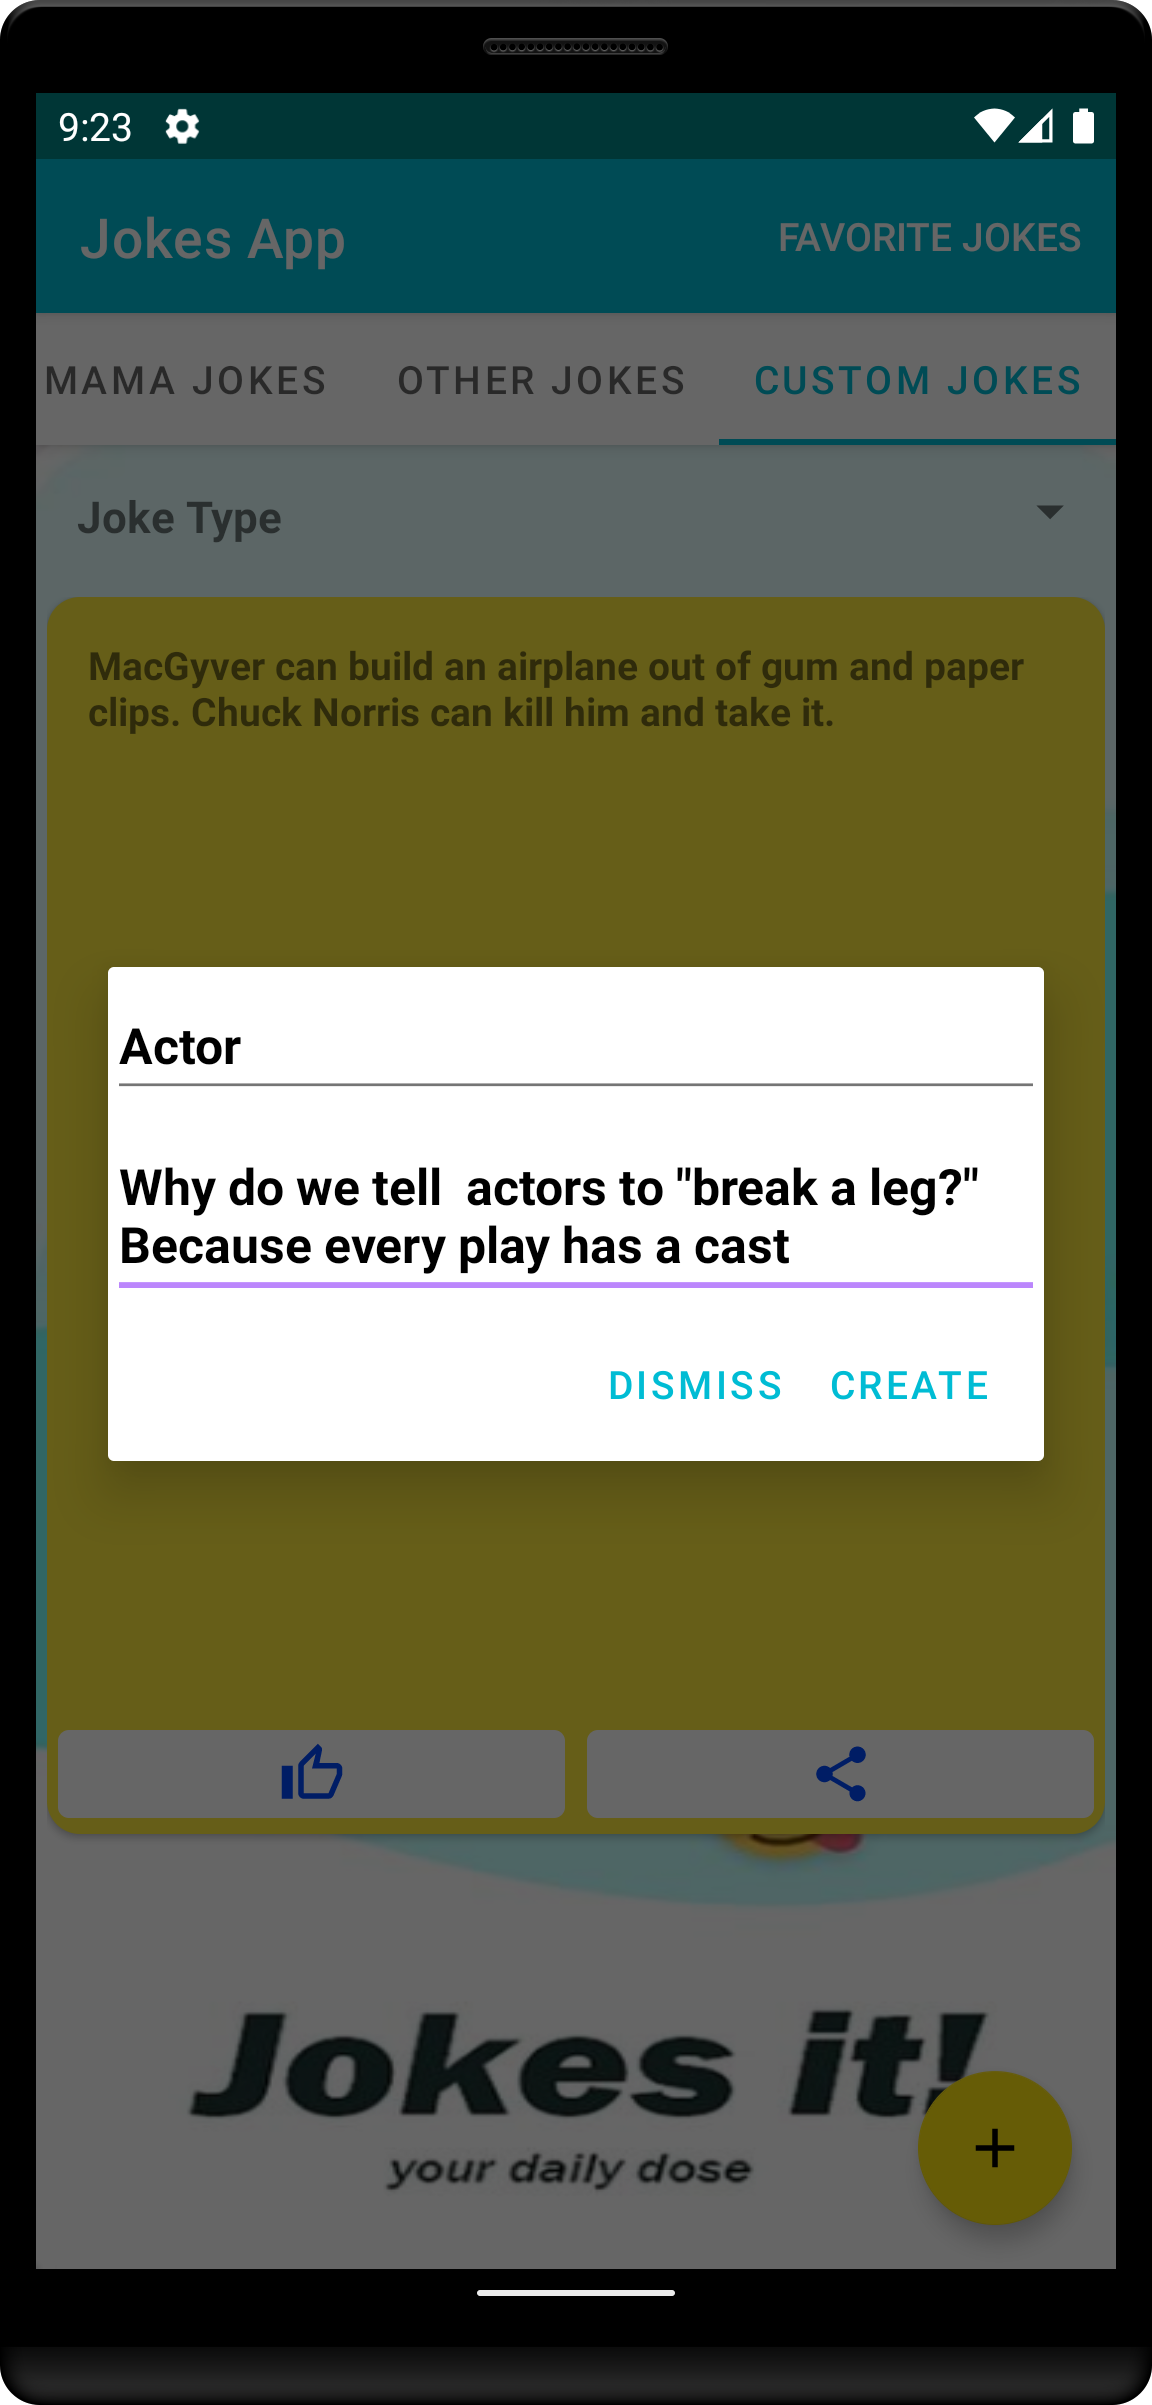 9:23
Jokes App
FAVORITE JOKES
MAMA JOKES
OTHER JOKES
CUSTOM JOKES
Joke Type
MacGyver can build an airplane out of gum and paper
clips. Chuck Norris can kill him and take it.
Actor
Why do we tell  actors to "break a leg?"
Because every play has a cast
DISMISS
CREATE
Jokes it!
your daily dose